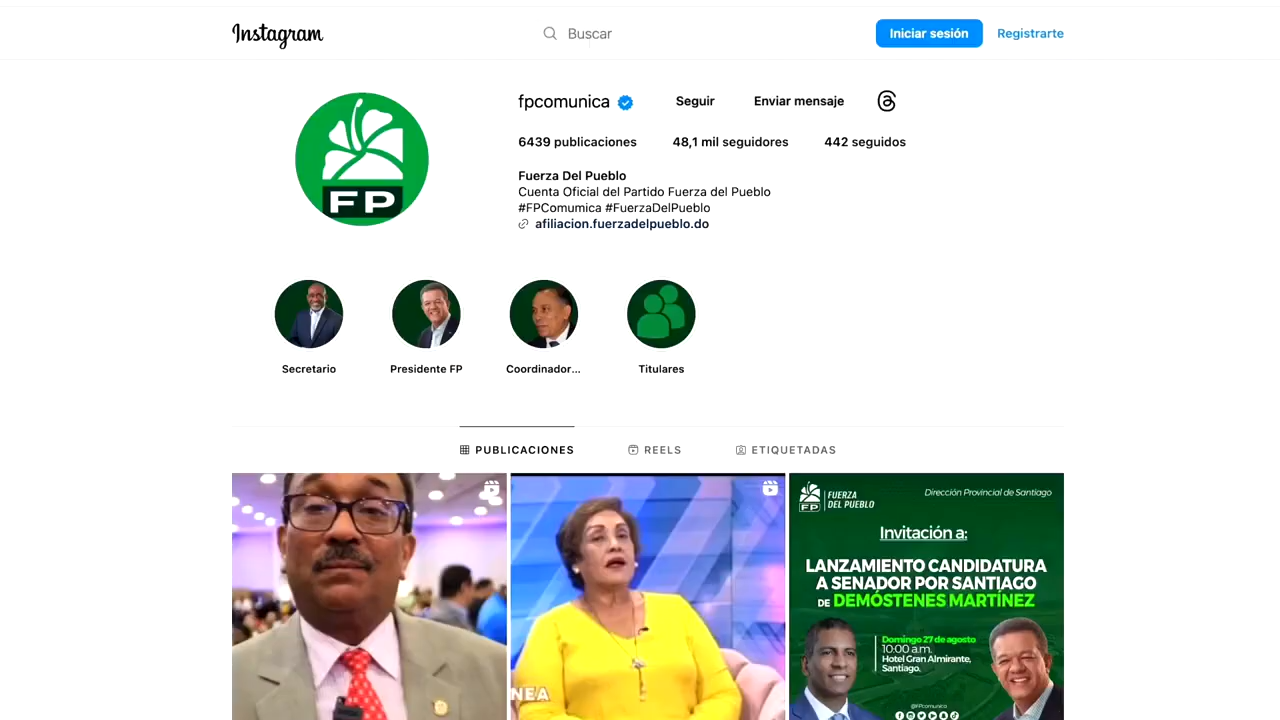 Instagram
Buscar
Iniciar sesión
Registrarte
fpcomunica
Seguir
Enviar mensaje
6439 publicaciones
48,1 mil seguidores
442 seguidos
Fuerza Del Pueblo
Cuenta Oficial del Partido Fuerza del Pueblo
#FPComumica #FuerzaDelPueblo
afiliacion.fuerzadelpueblo.do
FP
Secretario
Presidente FP
Coordinador...
Titulares
PUBLICACIONES
REELS
ETIQUETADAS
NEA
FP
FUERZA
DEL PUEBLO
Dirección Provincial de Santiago
Invitación a:
LANZAMIENTO CANDIDATURA
A SENADOR POR SANTIAGO
DE DEMÓSTENES MARTÍNEZ
Domingo 27 de agosto
10:00 a.m.
Hotel Gran Almirante,
Santiago.
@FPcomunica